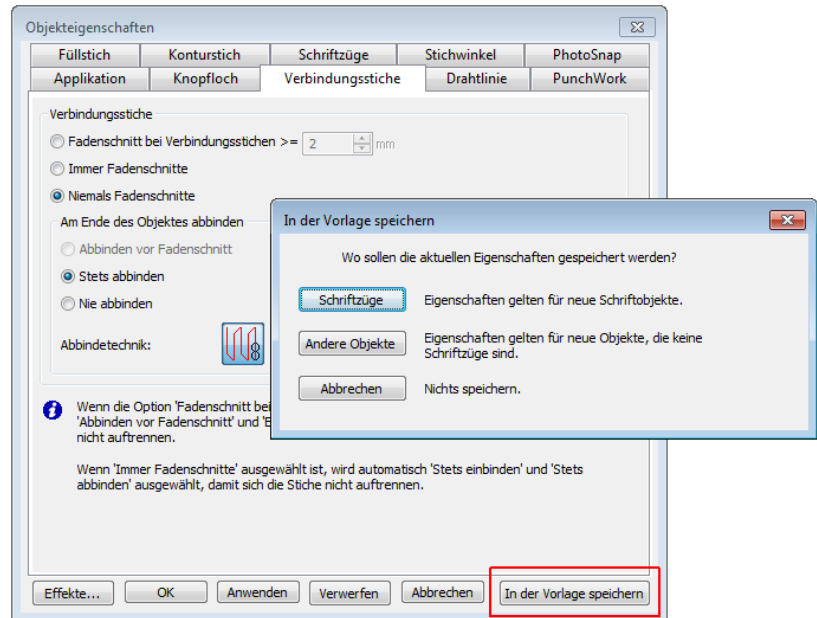 Objekteigenschaften
Füllstich Konturstich Schriftzüge Stichwinkel PhotoSnap
Applikation Knopfloch Verbindungsstiche Drahtlinie PunchWork
Verbindungsstiche
Fadenschnitt bei Verbindungsstichen >= 2 mm
Immer Fadenschnitte
Niemals Fadenschnitte
Am Ende des Objektes abbinden
Abbinden vor Fadenschnitt
Stets abbinden
Nie abbinden
Abbindetechnik:
Wenn die Option 'Fadenschnitt bei
'Abbinden vor Fadenschnitt' und
nicht auftrennen.
Wenn 'Immer Fadenschnitte' ausgewählt ist, wird automatisch 'Stets einbinden' und 'Stets
abbinden' ausgewählt, damit sich die Stiche nicht auftrennen.
In der Vorlage speichern
Wo sollen die aktuellen Eigenschaften gespeichert werden?
Schriftzüge Eigenschaften gelten für neue Schriftobjekte.
Andere Objekte Eigenschaften gelten für neue Objekte, die keine
Schriftzüge sind.
Abbrechen Nichts speichern.
Effekte... OK Anwenden Verwerfen Abbrechen In der Vorlage speichern